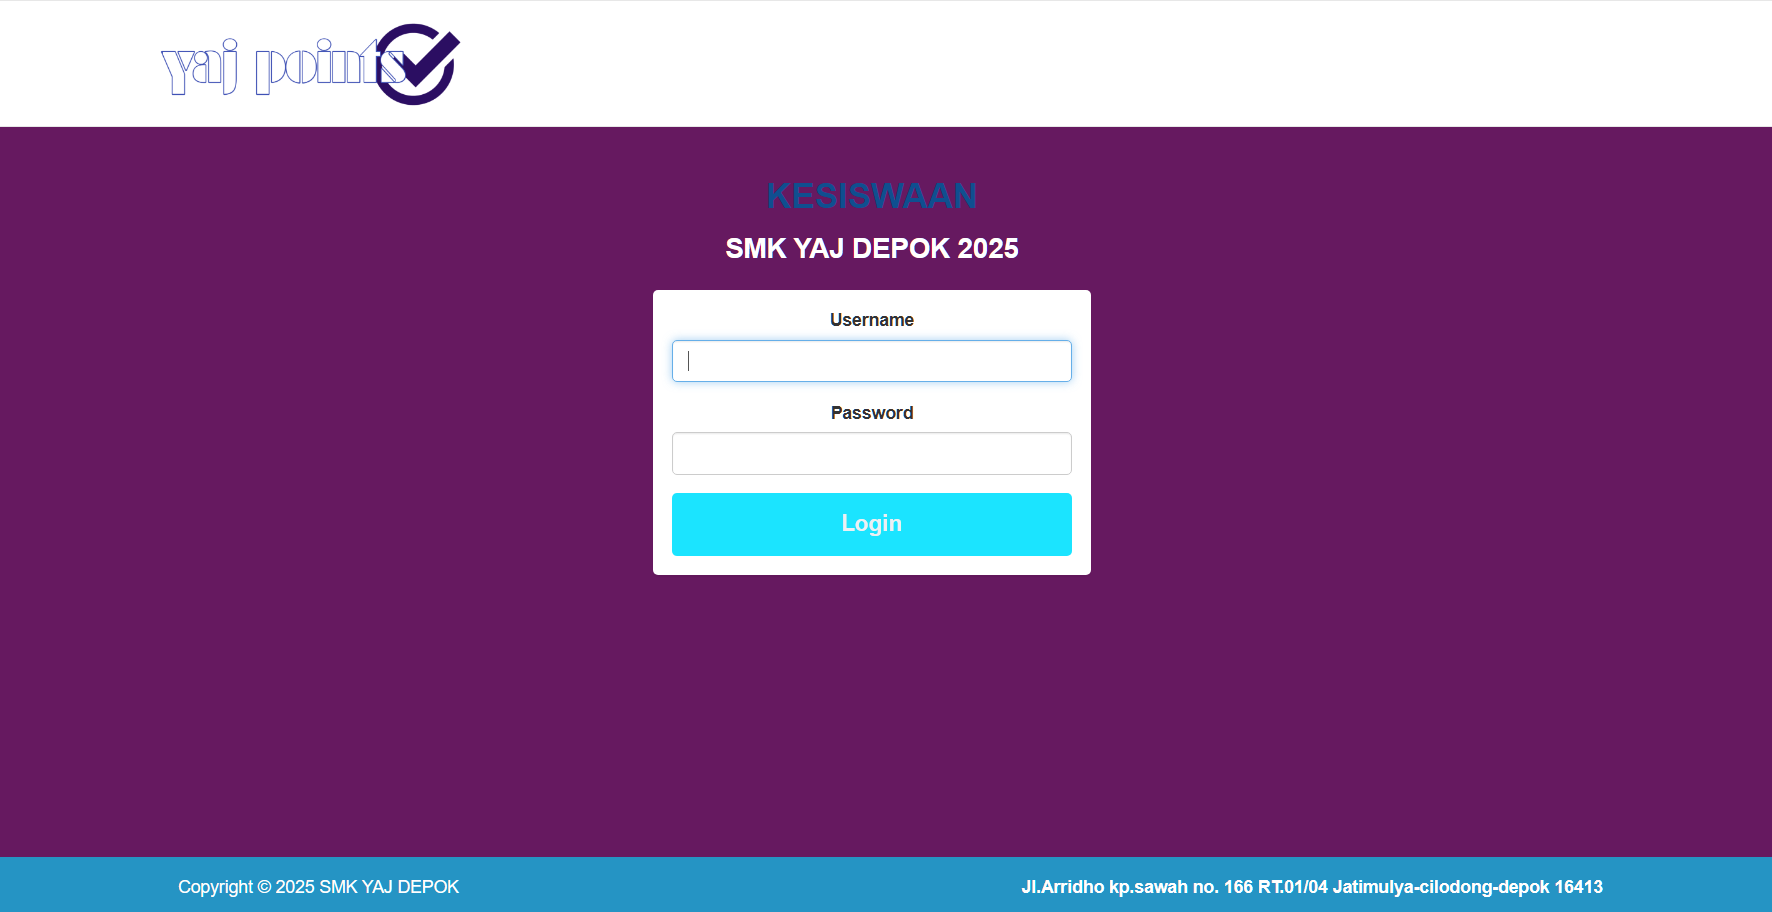 yaj points
KESISWAAN
SMK YAJ DEPOK 2025
Username
Password
Login
Copyright © 2025 SMK YAJ DEPOK
Jl.Arridho kp.sawah no. 166 RT.01/04 Jatimulya-cilodong-depok 16413